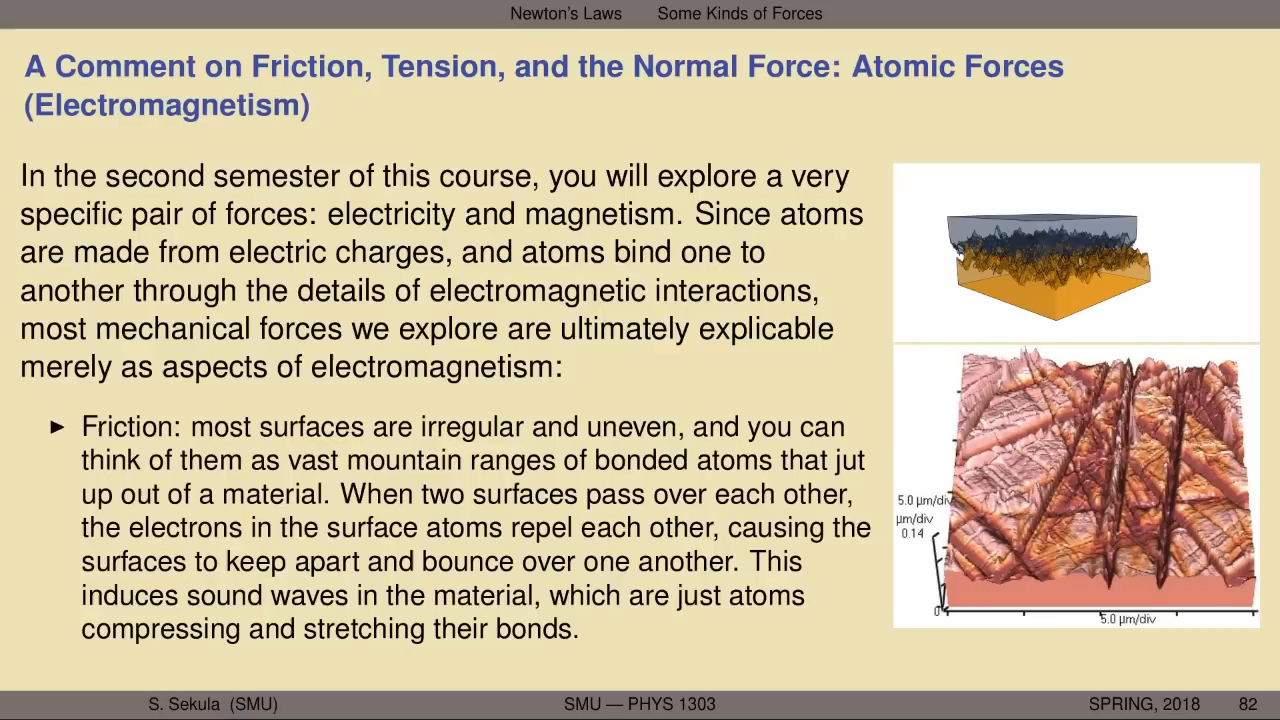 Newton's Laws Some Kinds of Forces
A Comment on Friction, Tension, and the Normal Force: Atomic Forces
(Electromagnetism)
In the second semester of this course, you will explore a very
specific pair of forces: electricity and magnetism. Since atoms
are made from electric charges, and atoms bind one to
another through the details of electromagnetic interactions,
most mechanical forces we explore are ultimately explicable
merely as aspects of electromagnetism:
▶ Friction: most surfaces are irregular and uneven, and you can
think of them as vast mountain ranges of bonded atoms that jut
up out of a material. When two surfaces pass over each other,
the electrons in the surface atoms repel each other, causing the
surfaces to keep apart and bounce over one another. This
induces sound waves in the material, which are just atoms
compressing and stretching their bonds.
5.0 µm/div
µm/div
0.14
0
5.0 µm/div
S. Sekula (SMU) SMU — PHYS 1303 SPRING, 2018 82